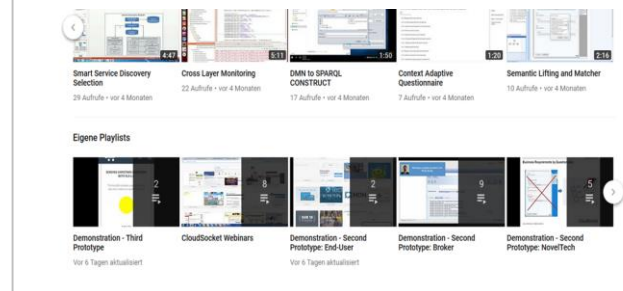 4:47
5:11
1:50
1:20
2:16
Smart Service Discovery
Selection
29 Aufrufe • vor 4 Monaten
Cross Layer Monitoring
22 Aufrufe • vor 4 Monaten
DMN to SPARQL
CONSTRUCT
17 Aufrufe • vor 4 Monaten
Context Adaptive
Questionnaire
7 Aufrufe • vor 4 Monaten
Semantic Lifting and Matcher
10 Aufrufe • vor 4 Monaten
Eigene Playlists
2
8
2
9
5
Demonstration - Third
Prototype
Vor 6 Tagen aktualisiert
CloudSocket Webinars
Demonstration - Second
Prototype: End-User
Vor 6 Tagen aktualisiert
Demonstration - Second
Prototype: Broker
Demonstration - Second
Prototype: NovelTech